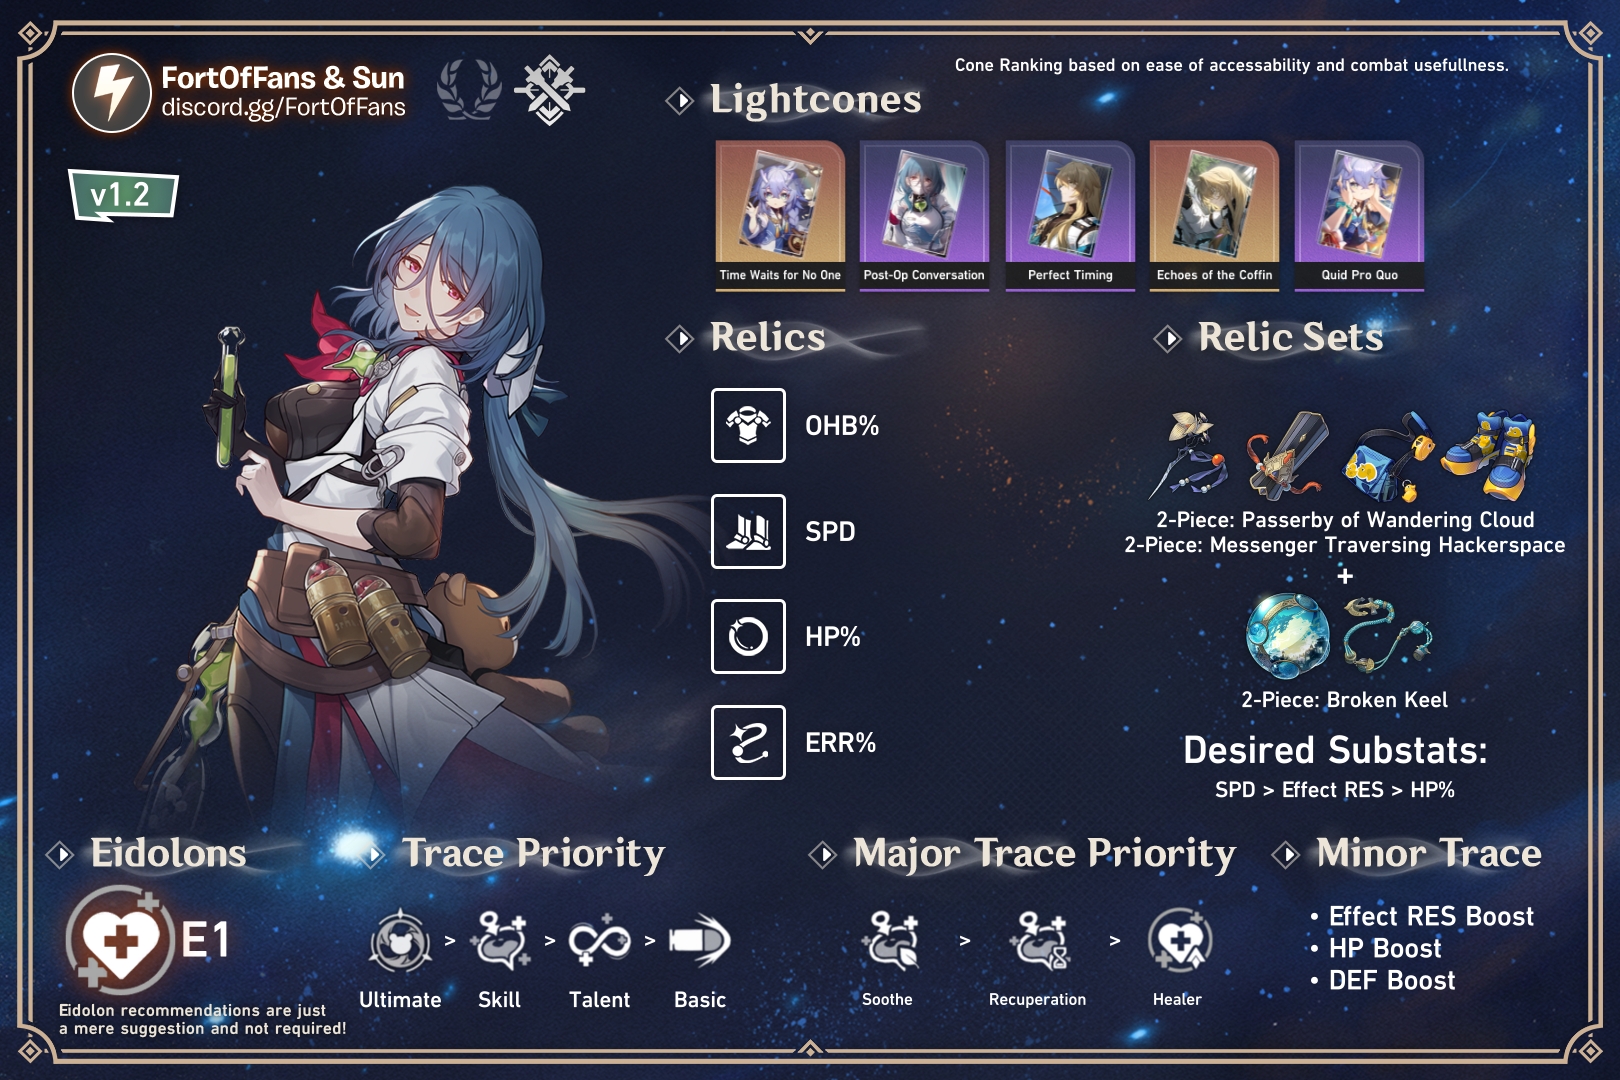 FortOfFans & Sun
discord.gg/FortOfFans
v1.2
Cone Ranking based on ease of accessability and combat usefullness.
Lightcones
Time Waits for No One
Post-Op Conversation
Perfect Timing
Echoes of the Coffin
Quid Pro Quo
Relics
OHB%
SPD
HP%
ERR%
Relic Sets
2-Piece: Passerby of Wandering Cloud
2-Piece: Messenger Traversing Hackerspace
+
2-Piece: Broken Keel
Desired Substats:
SPD > Effect RES > HP%
Eidolons
E1
Eidolon recommendations are just
a mere suggestion and not required!
Trace Priority
> > >
Ultimate Skill Talent Basic
Major Trace Priority
> >
Soothe Recuperation Healer
Minor Trace
• Effect RES Boost
• HP Boost
• DEF Boost